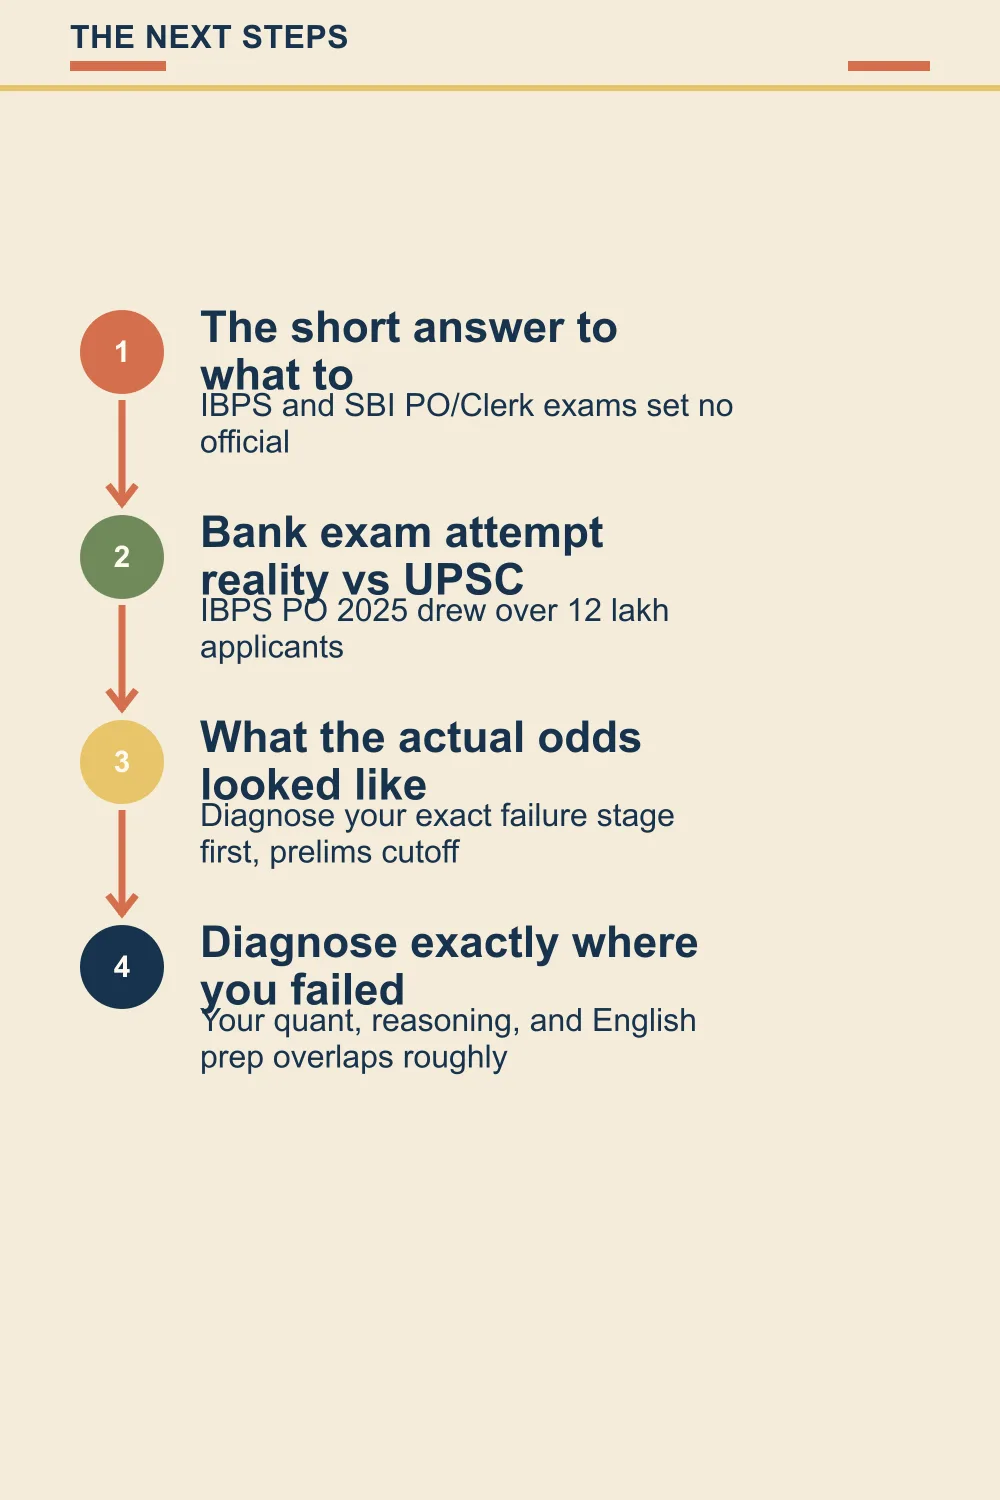 THE NEXT STEPS
1
The short answer to
what to
IBPS and SBI PO/Clerk exams set no
official
2
Bank exam attempt
reality vs UPSC
IBPS PO 2025 drew over 12 lakh
applicants
3
What the actual odds
looked like
Diagnose your exact failure stage
first, prelims cutoff
4
Diagnose exactly where
you failed
Your quant, reasoning, and English
prep overlaps roughly